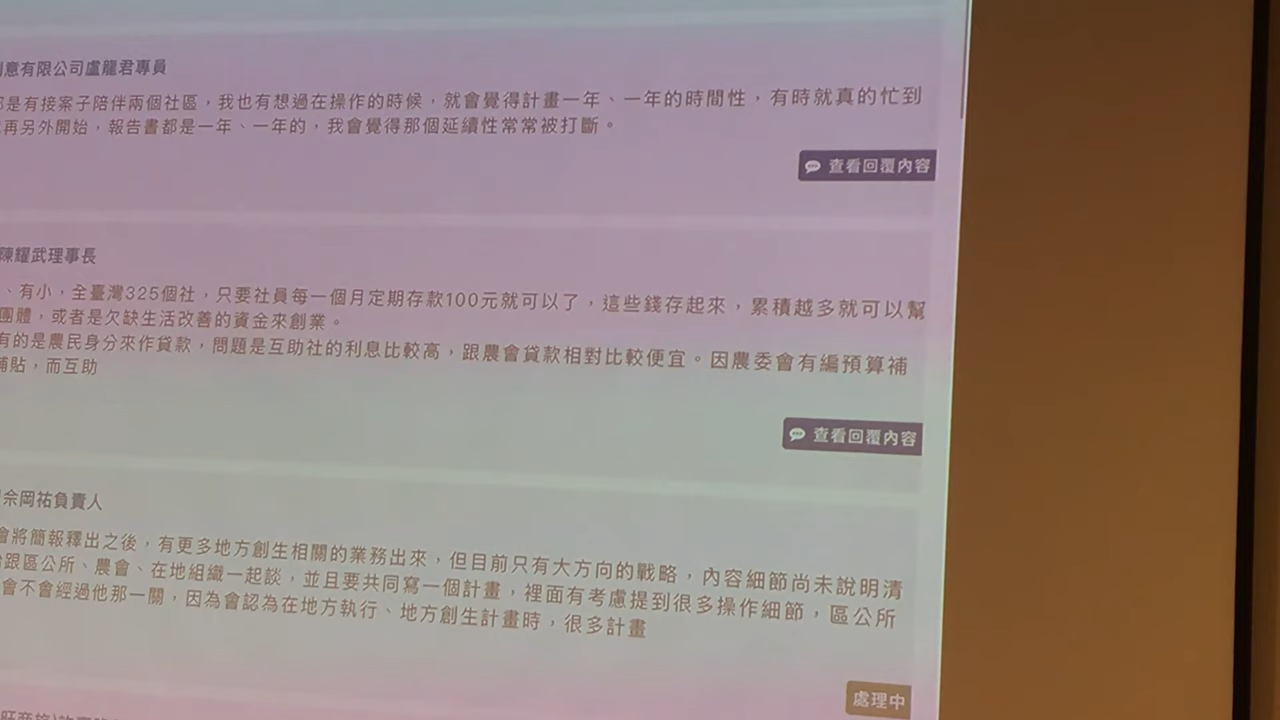 意有限公司盧龍君專員
都是有接案子陪伴兩個社區，我也有想過在操作的時候，就會覺得計畫一年、一年的時間性，有時就真的忙到
再另外開始，報告書都是一年、一年的，我會覺得那個延續性常常被打斷。
查看回覆內容
陳耀武理事長
、有小，全臺灣325個社，只要社員每一個月定期存款100元就可以了，這些錢存起來，累積越多就可以幫
團體，或者是欠缺生活改善的資金來創業。
有的是農民身分來作貸款，問題是互助社的利息比較高，跟農會貸款相對比較便宜。因農委會有編預算補
補貼，而互助
查看回覆內容
佘岡祐負責人
會將簡報釋出之後，有更多地方創生相關的業務出來，但目前只有大方向的戰略，內容細節尚未說明清
跟區公所、農會、在地組織一起談，並且要共同寫一個計畫，裡面有考慮提到很多操作細節，區公所
會不會經過他那一關，因為會認為在地方執行、地方創生計畫時，很多計畫
處理中